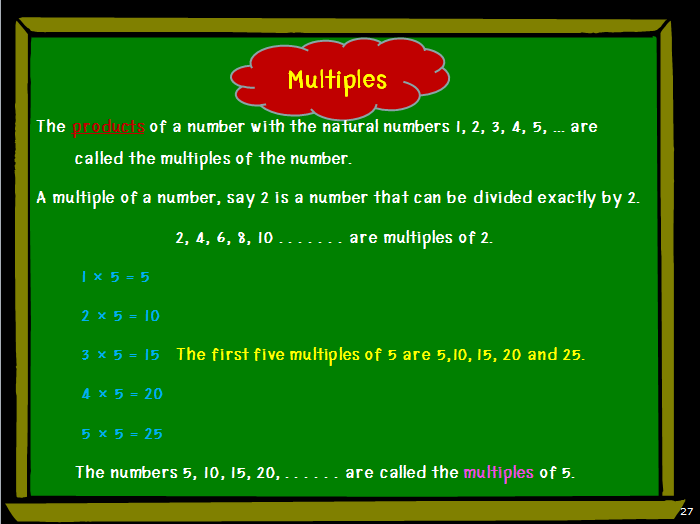 Multiples
The products of a number with the natural numbers 1, 2, 3, 4, 5, ... are
called the multiples of the number.
A multiple of a number, say 2 is a number that can be divided exactly by 2.
2, 4, 6, 8, 10 . . . . . . . are multiples of 2.
1 × 5 = 5
2 × 5 = 10
3 × 5 = 15 The first five multiples of 5 are 5,10, 15, 20 and 25.
4 × 5 = 20
5 × 5 = 25
The numbers 5, 10, 15, 20, . . . . . . are called the multiples of 5.
27